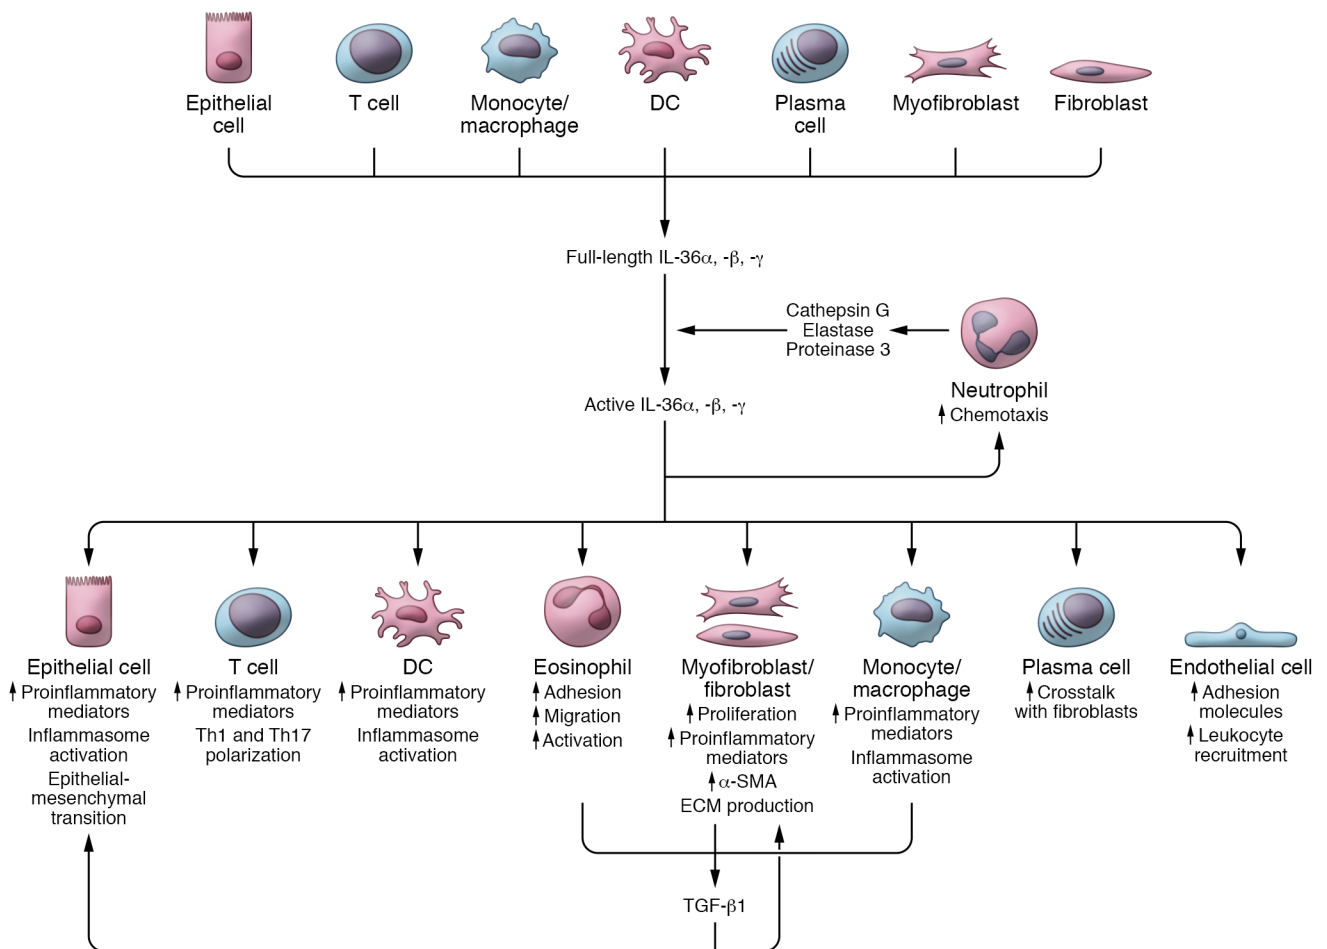 Epithelial
cell
T cell
Monocyte/
macrophage
DC
Plasma
cell
Myofibroblast
Fibroblast
Full-length IL-36α, -β, -γ
Cathepsin G
Elastase
Proteinase 3
Neutrophil
Chemotaxis
Active IL-36α, -β, -γ
Epithelial cell
Proinflammatory
mediators
Inflammasome
activation
Epithelial-
mesenchymal
transition
T cell
Proinflammatory
mediators
Th1 and Th17
polarization
DC
Proinflammatory
mediators
Inflammasome
activation
Eosinophil
Adhesion
Migration
Activation
Myofibroblast/
fibroblast
Proliferation
Proinflammatory
mediators
α-SMA
ECM production
Monocyte/
macrophage
Proinflammatory
mediators
Inflammasome
activation
Plasma cell
Crosstalk
with fibroblasts
Endothelial cell
Adhesion
molecules
Leukocyte
recruitment
TGF-β1